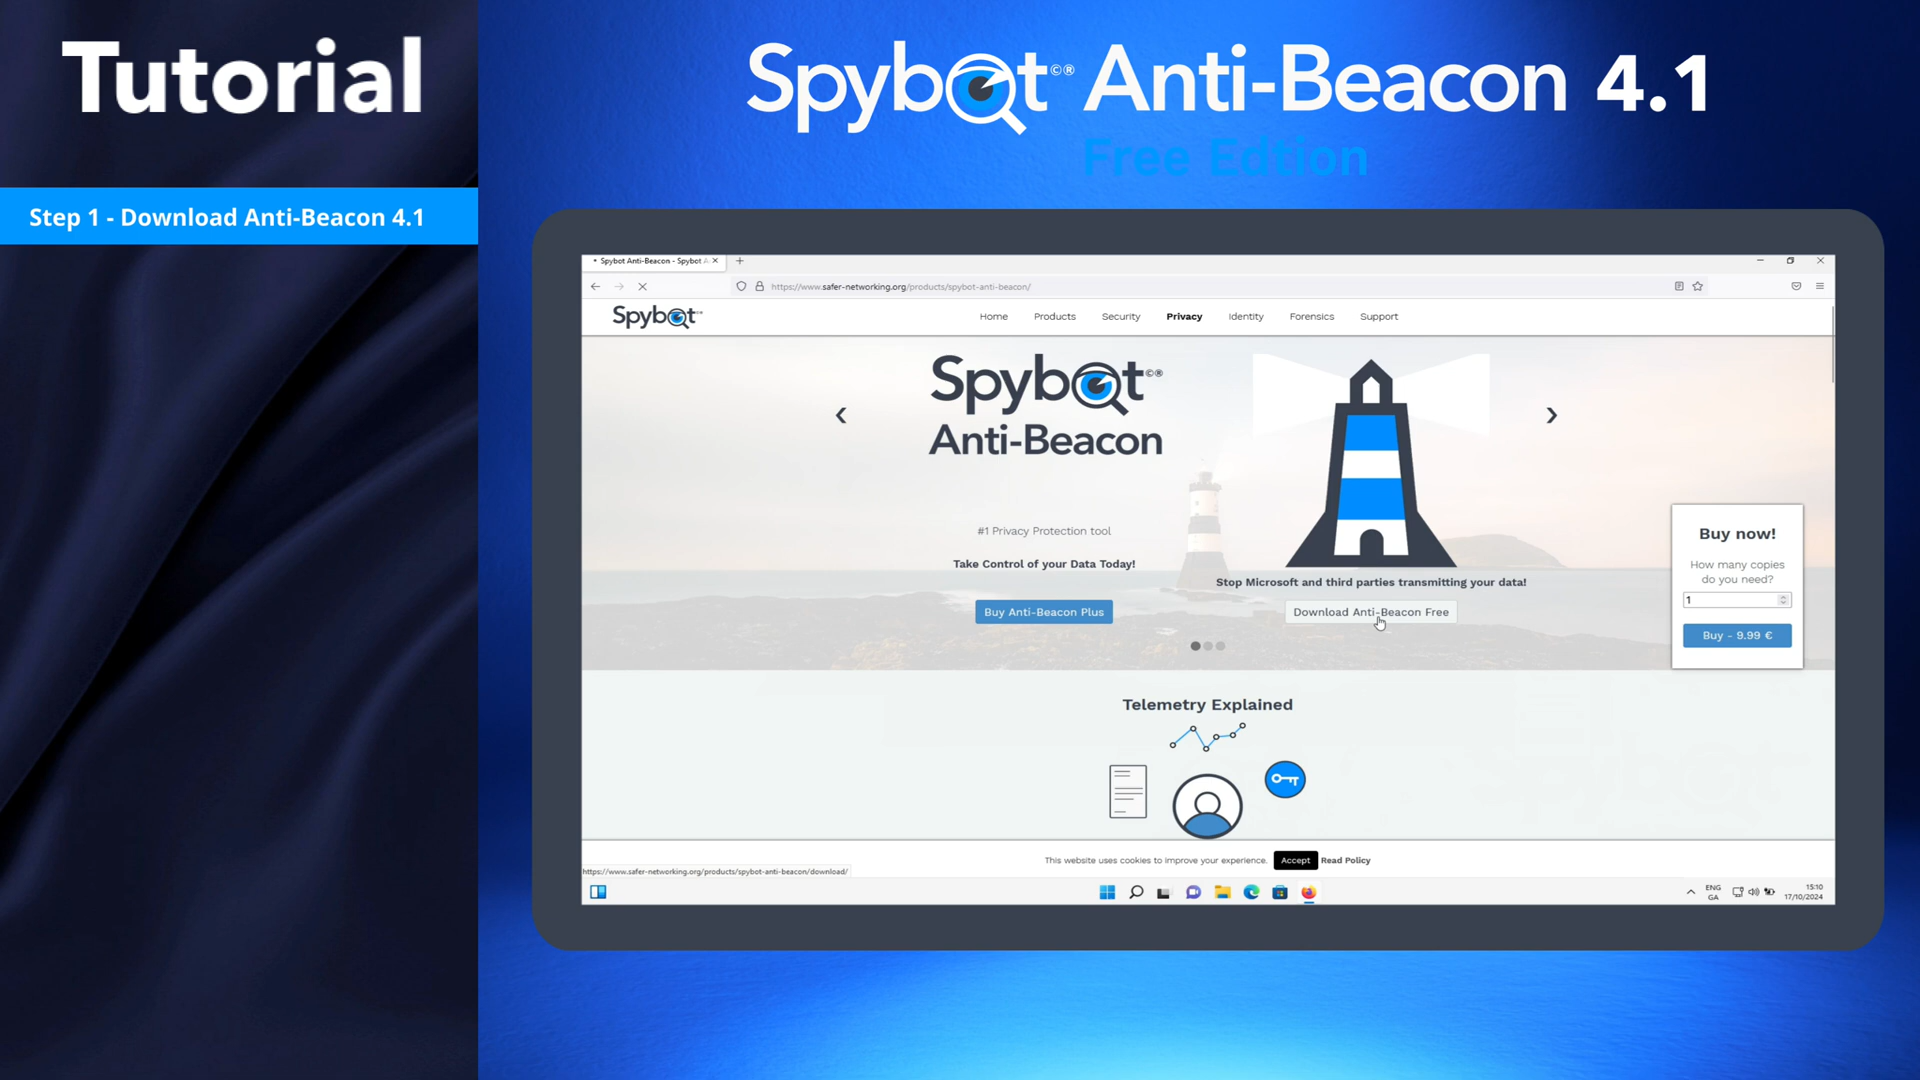 Tutorial
Step 1 - Download Anti-Beacon 4.1
Spybot©® Anti-Beacon 4.1
Free Edtion
Spybot Anti-Beacon - Spybot A
https://www.safer-networking.org/products/spybot-anti-beacon/
Spybot
Home Products Security Privacy Identity Forensics Support
Spybot©®
Anti-Beacon
#1 Privacy Protection tool
Take Control of your Data Today!
Buy Anti-Beacon Plus
Stop Microsoft and third parties transmitting your data!
Download Anti-Beacon Free
Buy now!
How many copies
do you need?
1
Buy - 9.99 €
Telemetry Explained
This website uses cookies to improve your experience. Accept Read Policy
https://www.safer-networking.org/products/spybot-anti-beacon/download/
ENG
GA
15:10
17/10/2024